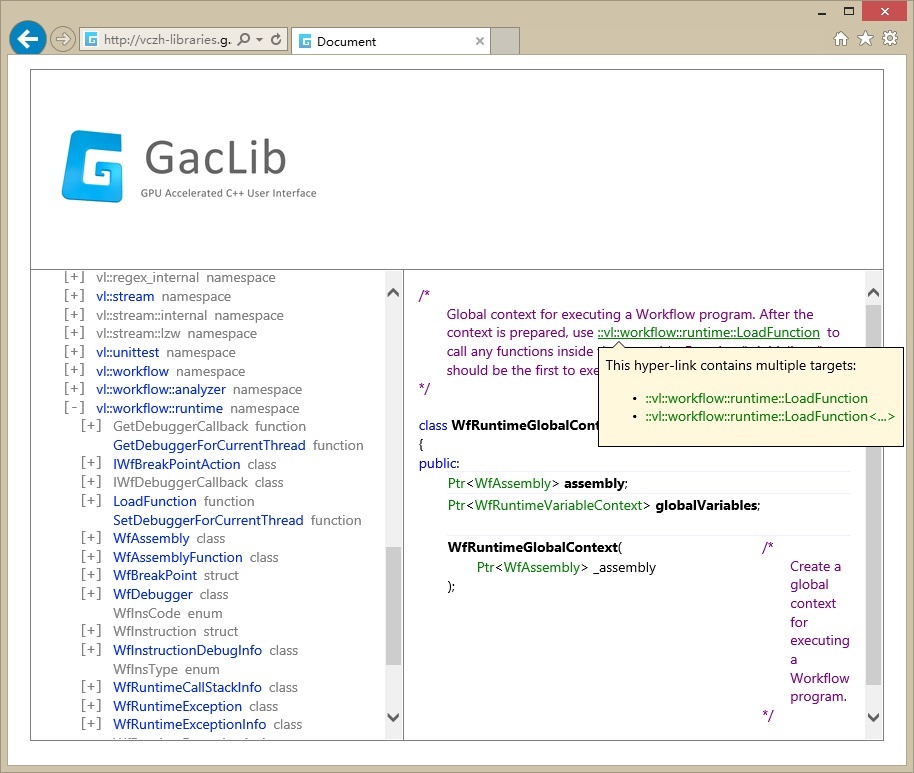 http://vczh-libraries.g.
Document
GacLib
GPU Accelerated C++ User Interface
[+] vl::regex_internal namespace
[+] vl::stream namespace
[+] vl::stream::internal namespace
[+] vl::stream::lzw namespace
[+] vl::unittest namespace
[+] vl::workflow namespace
[+] vl::workflow::analyzer namespace
[-] vl::workflow::runtime namespace
[+] GetDebuggerCallback function
GetDebuggerForCurrentThread function
[+] IWfBreakPointAction class
[+] IWfDebuggerCallback class
[+] LoadFunction function
SetDebuggerForCurrentThread function
[+] WfAssembly class
[+] WfAssemblyFunction class
[+] WfBreakPoint struct
[+] WfDebugger class
WfInsCode enum
[+] WfInstruction struct
[+] WfInstructionDebugInfo class
WfInsType enum
[+] WfRuntimeCallStackInfo class
[+] WfRuntimeException class
[+] WfRuntimeExceptionInfo class
/*
Global context for executing a Workflow program. After the
context is prepared, use ::vl::workflow::runtime::LoadFunction to
call any functions inside
should be the first to exe
*/
This hyper-link contains multiple targets:
• ::vl::workflow::runtime::LoadFunction
• ::vl::workflow::runtime::LoadFunction<...>
class WfRuntimeGlobalCont
{
public:
Ptr<WfAssembly> assembly;
Ptr<WfRuntimeVariableContext> globalVariables;
WfRuntimeGlobalContext(
Ptr<WfAssembly> _assembly
);
/*
Create a
global
context
for
executing
a
Workflow
program.
*/